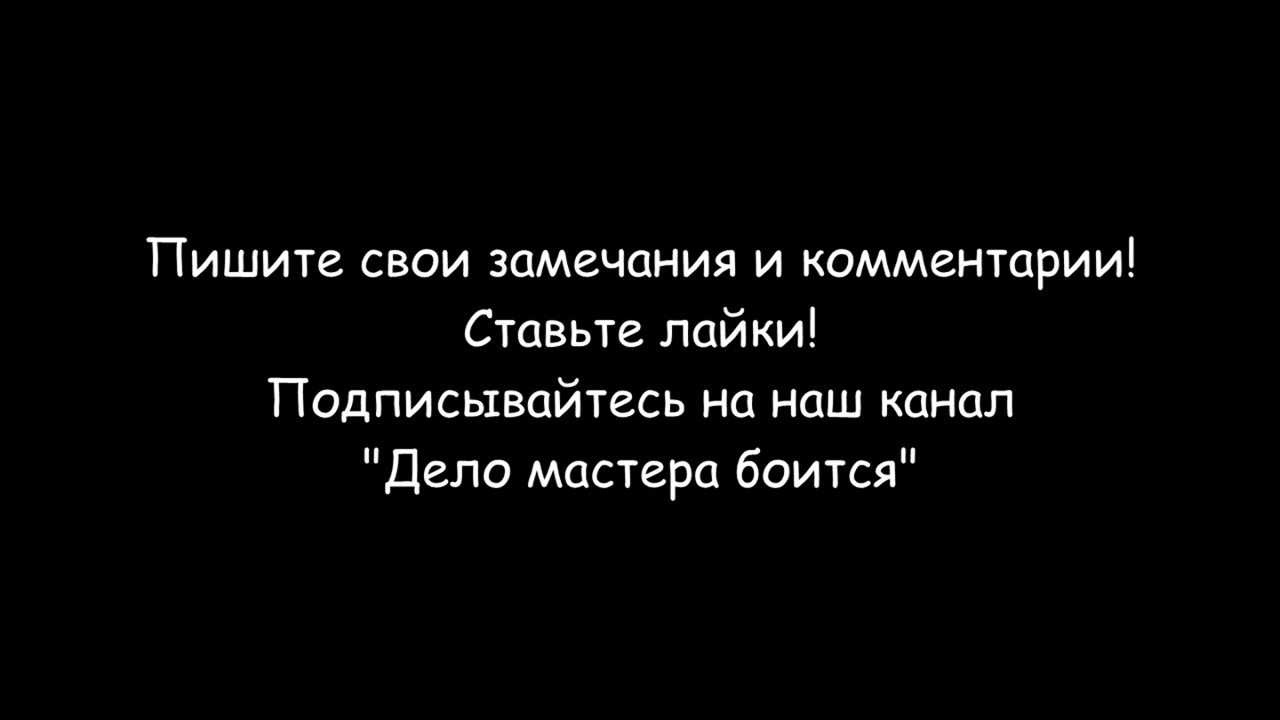 Пишите свои замечания и комментарии!
Ставьте лайки!
Подписывайтесь на наш канал
"Дело мастера боится"